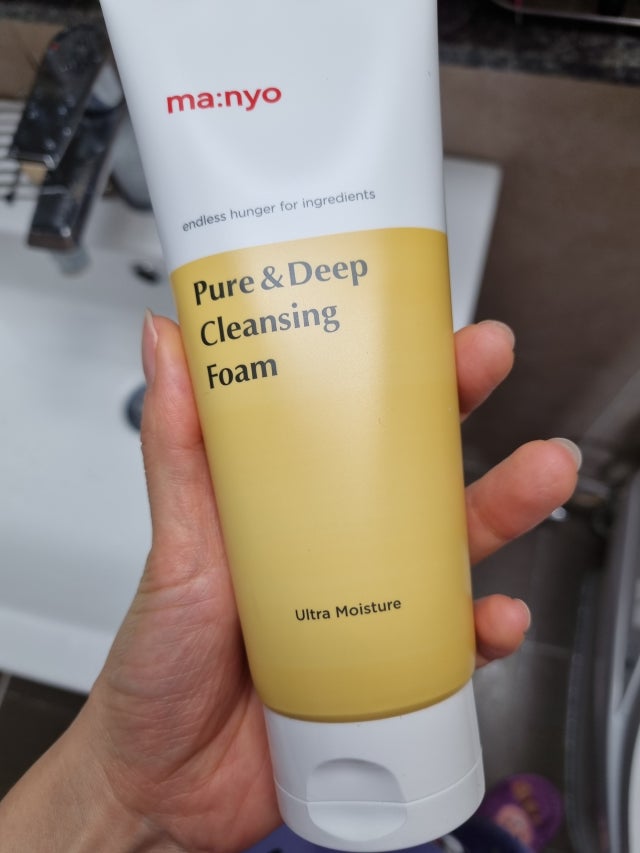 ma:nyo
endless hunger for ingredients
Pure & Deep
Cleansing
Foam
Ultra Moisture